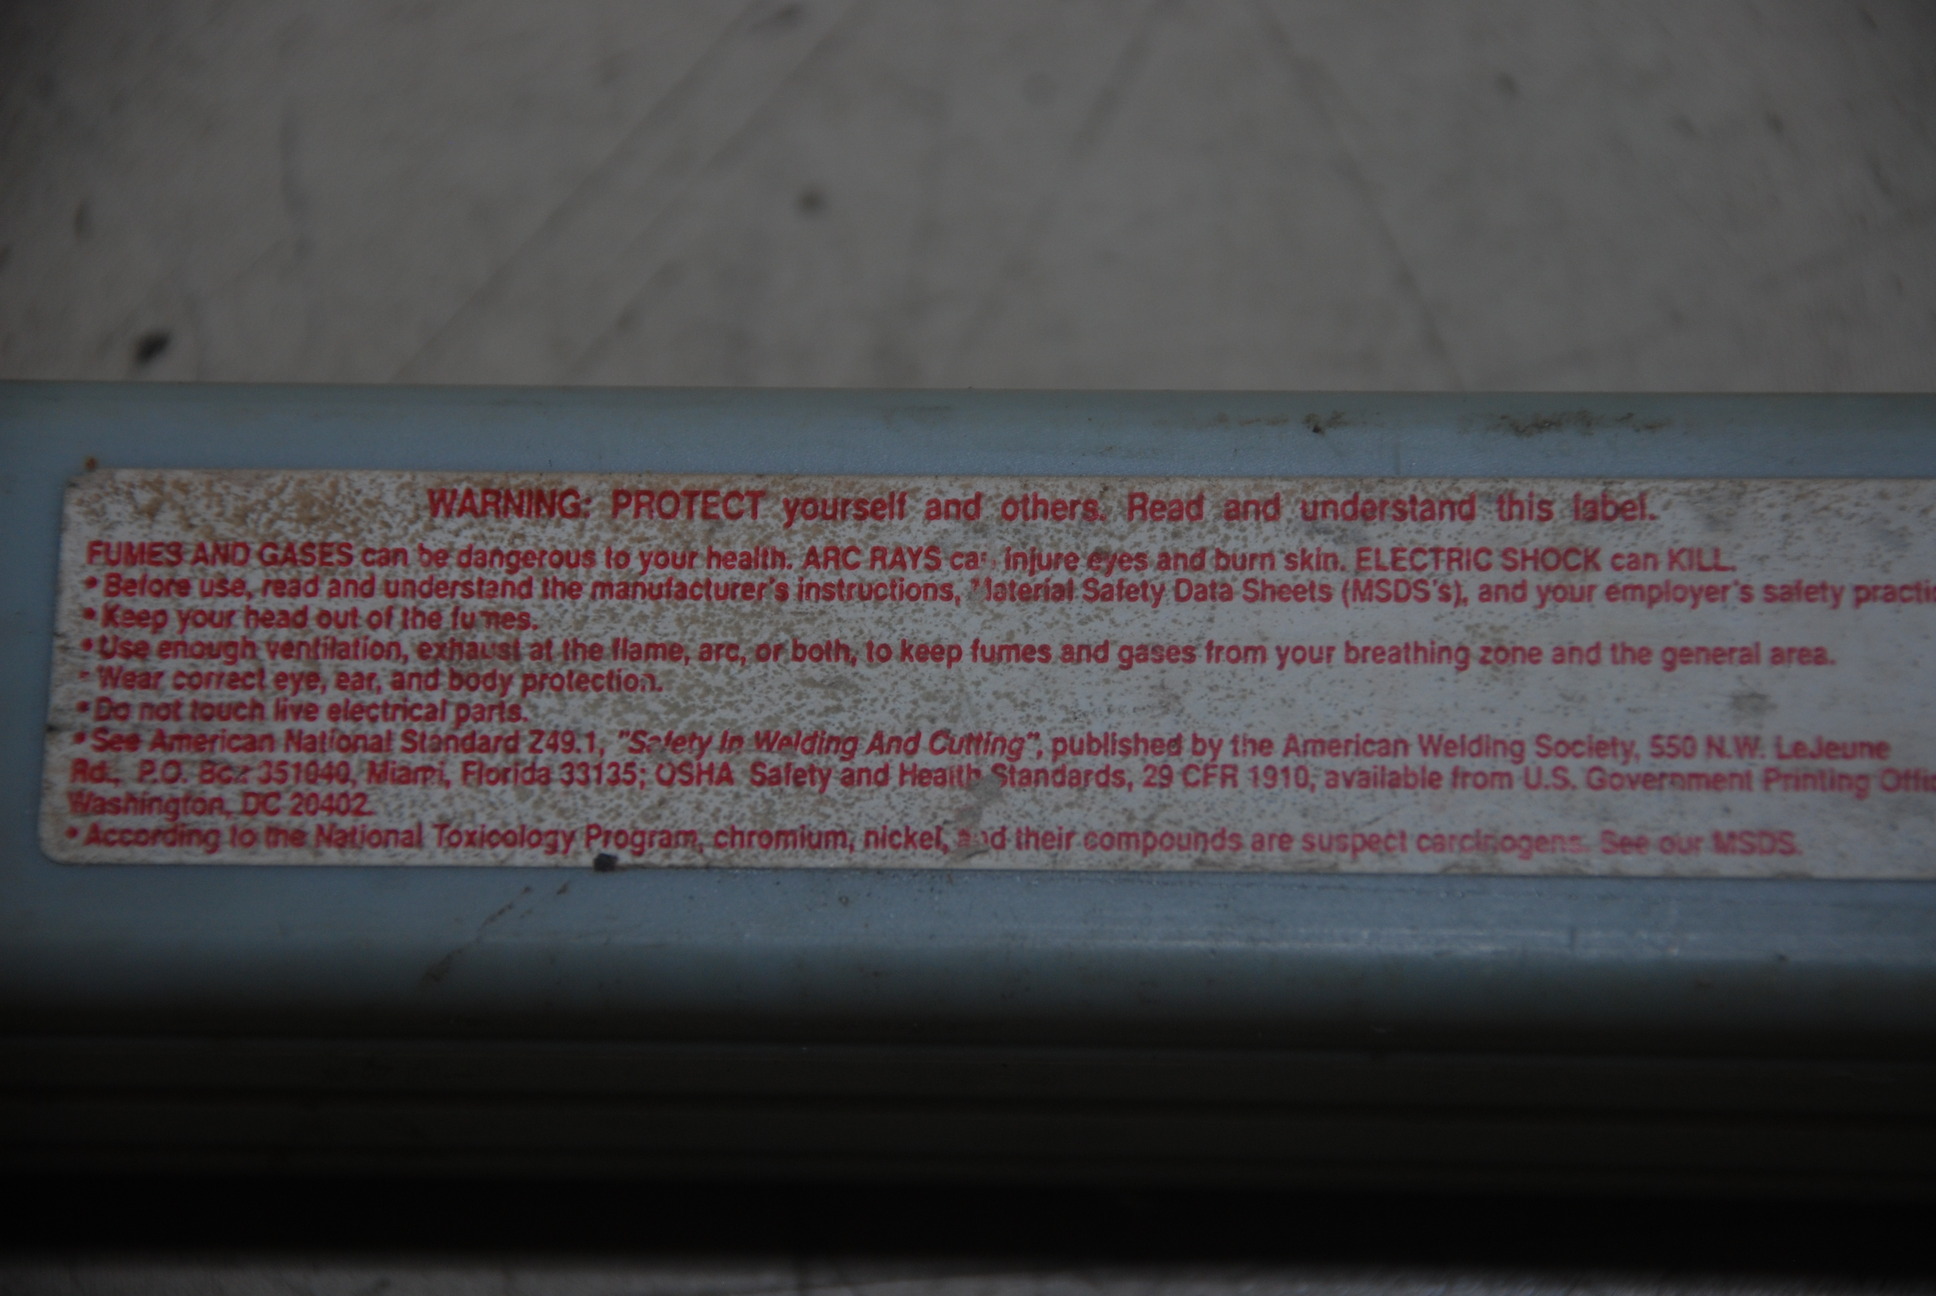 WARNING: PROTECT yourself and others. Read and understand this label.
FUMES AND GASES can be dangerous to your health. ARC RAYS can injure eyes and burn skin. ELECTRIC SHOCK can KILL.
• Before use, read and understand the manufacturer's instructions, Material Safety Data Sheets (MSDS's), and your employer's safety
• Keep your head out of the fumes.
• Use enough ventilation, exhaust at the flame, arc, or both, to keep fumes and gases from your breathing zone and the general area.
• Wear correct eye, ear, and body protection.
• Do not touch live electrical parts.
• See American National Standard Z49.1, "Safety In Welding And Cutting", published by the American Welding Society, 550 N.W. LeJeune
Rd., P.O. Box 351040, Miami, Florida 33135; OSHA Safety and Health Standards, 29 CFR 1910, available from U.S. Government Printing
Washington, DC 20402.
• According to the National Toxicology Program, chromium, nickel, and their compounds are suspect carcinogens. See our MSDS.